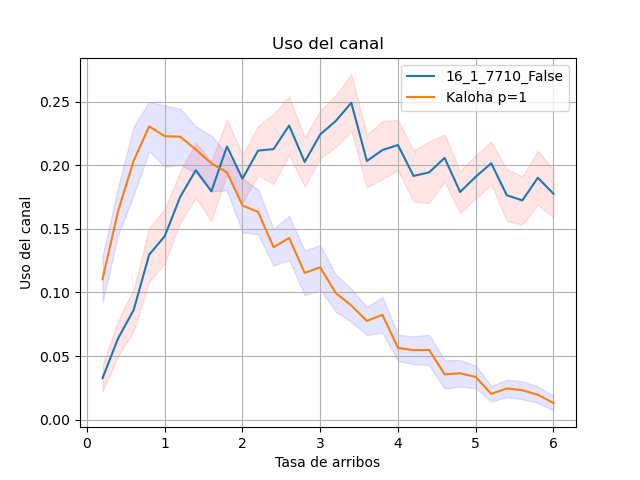 Uso del canal
16_1_7710_False
Kaloha p=1
Uso del canal
0.25
0.20
0.15
0.10
0.05
0.00
0 1 2 3 4 5 6
Tasa de arribos